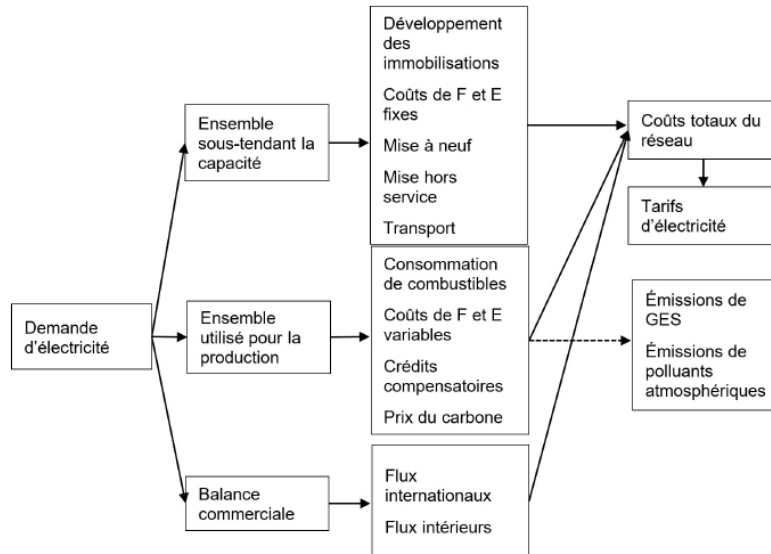 Demande
d'électricité
Ensemble
sous-tendant la
capacité
Ensemble
utilisé pour la
production
Balance
commerciale
Développement
des
immobilisations
Coûts de F et E
fixes
Mise à neuf
Mise hors
service
Transport
Consommation
de combustibles
Coûts de F et E
variables
Crédits
compensatoires
Prix du carbone
Flux
internationaux
Flux intérieurs
Coûts totaux du
réseau
Tarifs
d'électricité
Émissions de
GES
Émissions de
polluants
atmosphériques